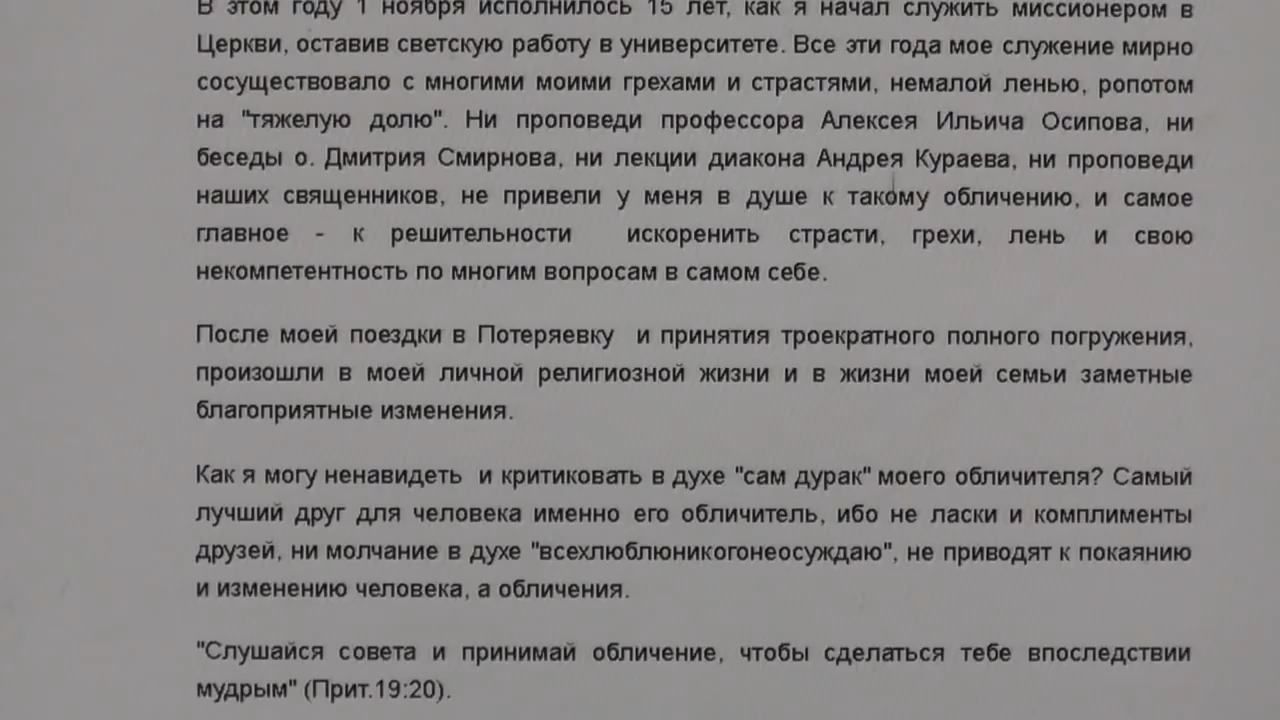 В этом году 1 ноября исполнилось 15 лет, как я начал служить миссионером в
Церкви, оставив светскую работу в университете. Все эти года мое служение мирно
сосуществовало с многими моими грехами и страстями, немалой ленью, ропотом
на "тяжелую долю". Ни проповеди профессора Алексея Ильича Осипова, ни
беседы о. Дмитрия Смирнова, ни лекции диакона Андрея Кураева, ни проповеди
наших священников, не привели у меня в душе к такому обличению, и самое
главное - к решительности искоренить страсти, грехи, лень и свою
некомпетентность по многим вопросам в самом себе.
После моей поездки в Потеряевку и принятия троекратного полного погружения,
произошли в моей личной религиозной жизни и в жизни моей семьи заметные
благоприятные изменения.
Как я могу ненавидеть и критиковать в духе "сам дурак" моего обличителя? Самый
лучший друг для человека именно его обличитель, ибо не ласки и комплименты
друзей, ни молчание в духе "всехлюблюникогонеосуждаю", не приводят к покаянию
и изменению человека, а обличения.
"Слушайся совета и принимай обличение, чтобы сделаться тебе впоследствии
мудрым" (Прит.19:20).